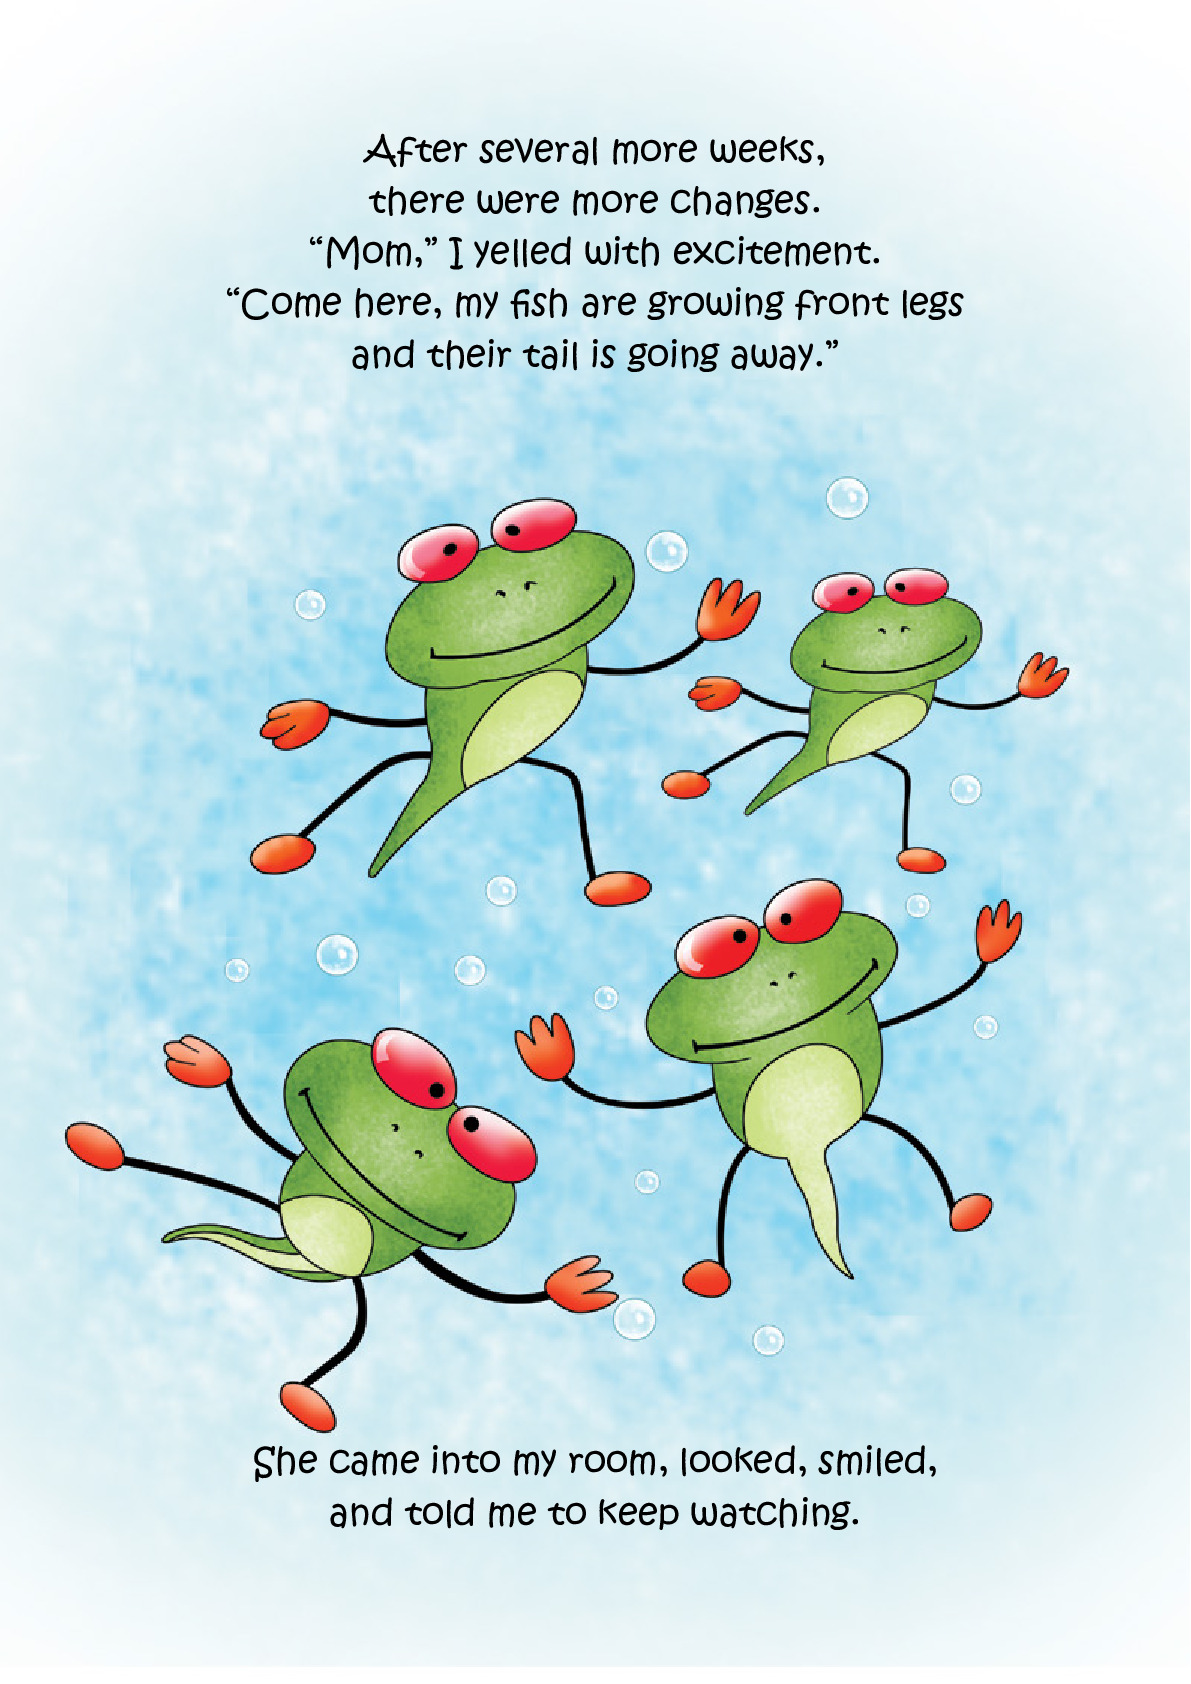 After several more weeks,
there were more changes.
“Mom,” I yelled with excitement.
“Come here, my fish are growing front legs
and their tail is going away.”
She came into my room, looked, smiled,
and told me to keep watching.